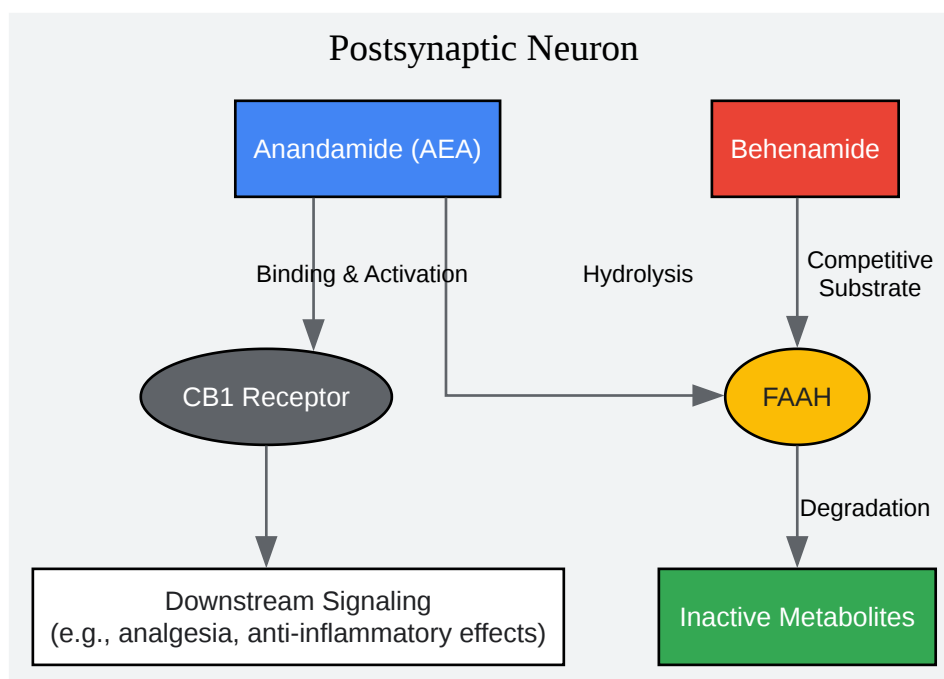 Postsynaptic Neuron
Anandamide (AEA)
Behenamide
Binding & Activation
Hydrolysis
Competitive
Substrate
CB1 Receptor
FAAH
Degradation
Downstream Signaling
(e.g., analgesia, anti-inflammatory effects)
Inactive Metabolites